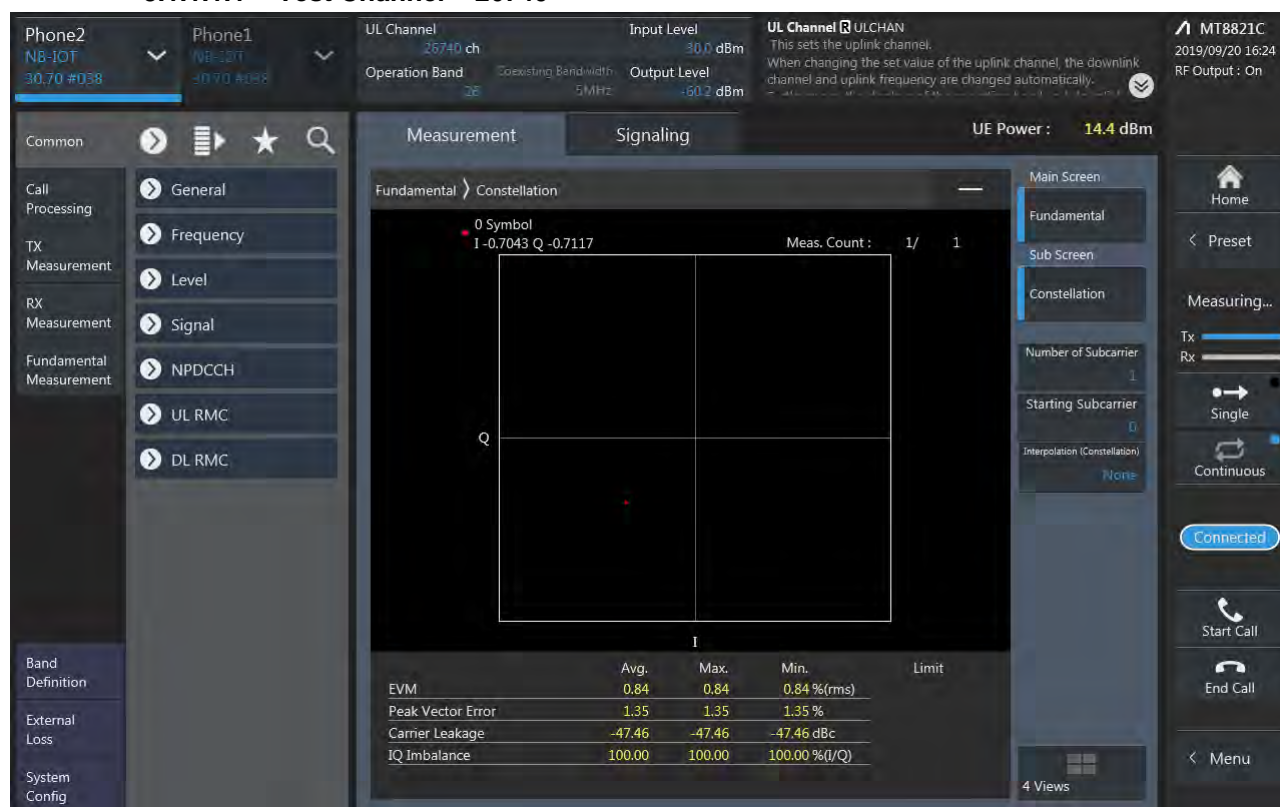 Test Channel
Phone2
NB-IOT
30.70 #038
Phone1
NB-IOT
30.70 #038
UL Channel
26740 ch
Operation Band
26
Coexisting Bandwidth
5MHz
Input Level
30.0 dBm
Output Level
-60.2 dBm
UL Channel R ULCHAN
This sets the uplink channel.
When changing the set value of the uplink channel, the downlink
channel and uplink frequency are changed automatically.
MT8821C
2019/09/20 16:24
RF Output : On
Common
Call
Processing
TX
Measurement
RX
Measurement
Fundamental
Measurement
Band
Definition
External
Loss
System
Config
General
Frequency
Level
Signal
NPDCCH
UL RMC
DL RMC
Measurement
Signaling
UE Power : 14.4 dBm
Fundamental 〉 Constellation
0 Symbol
I -0.7043 Q -0.7117
Meas. Count : 1/ 1
Q
I
Avg. Max. Min. Limit
EVM 0.84 0.84 0.84 %(rms)
Peak Vector Error 1.35 1.35 1.35 %
Carrier Leakage -47.46 -47.46 -47.46 dBc
IQ Imbalance 100.00 100.00 100.00 %(I/Q)
Main Screen
Fundamental
Sub Screen
Constellation
Number of Subcarrier
1
Starting Subcarrier
0
Interpolation (Constellation)
None
4 Views
Home
< Preset
Measuring...
Tx
Rx
Single
Continuous
Connected
Start Call
End Call
< Menu